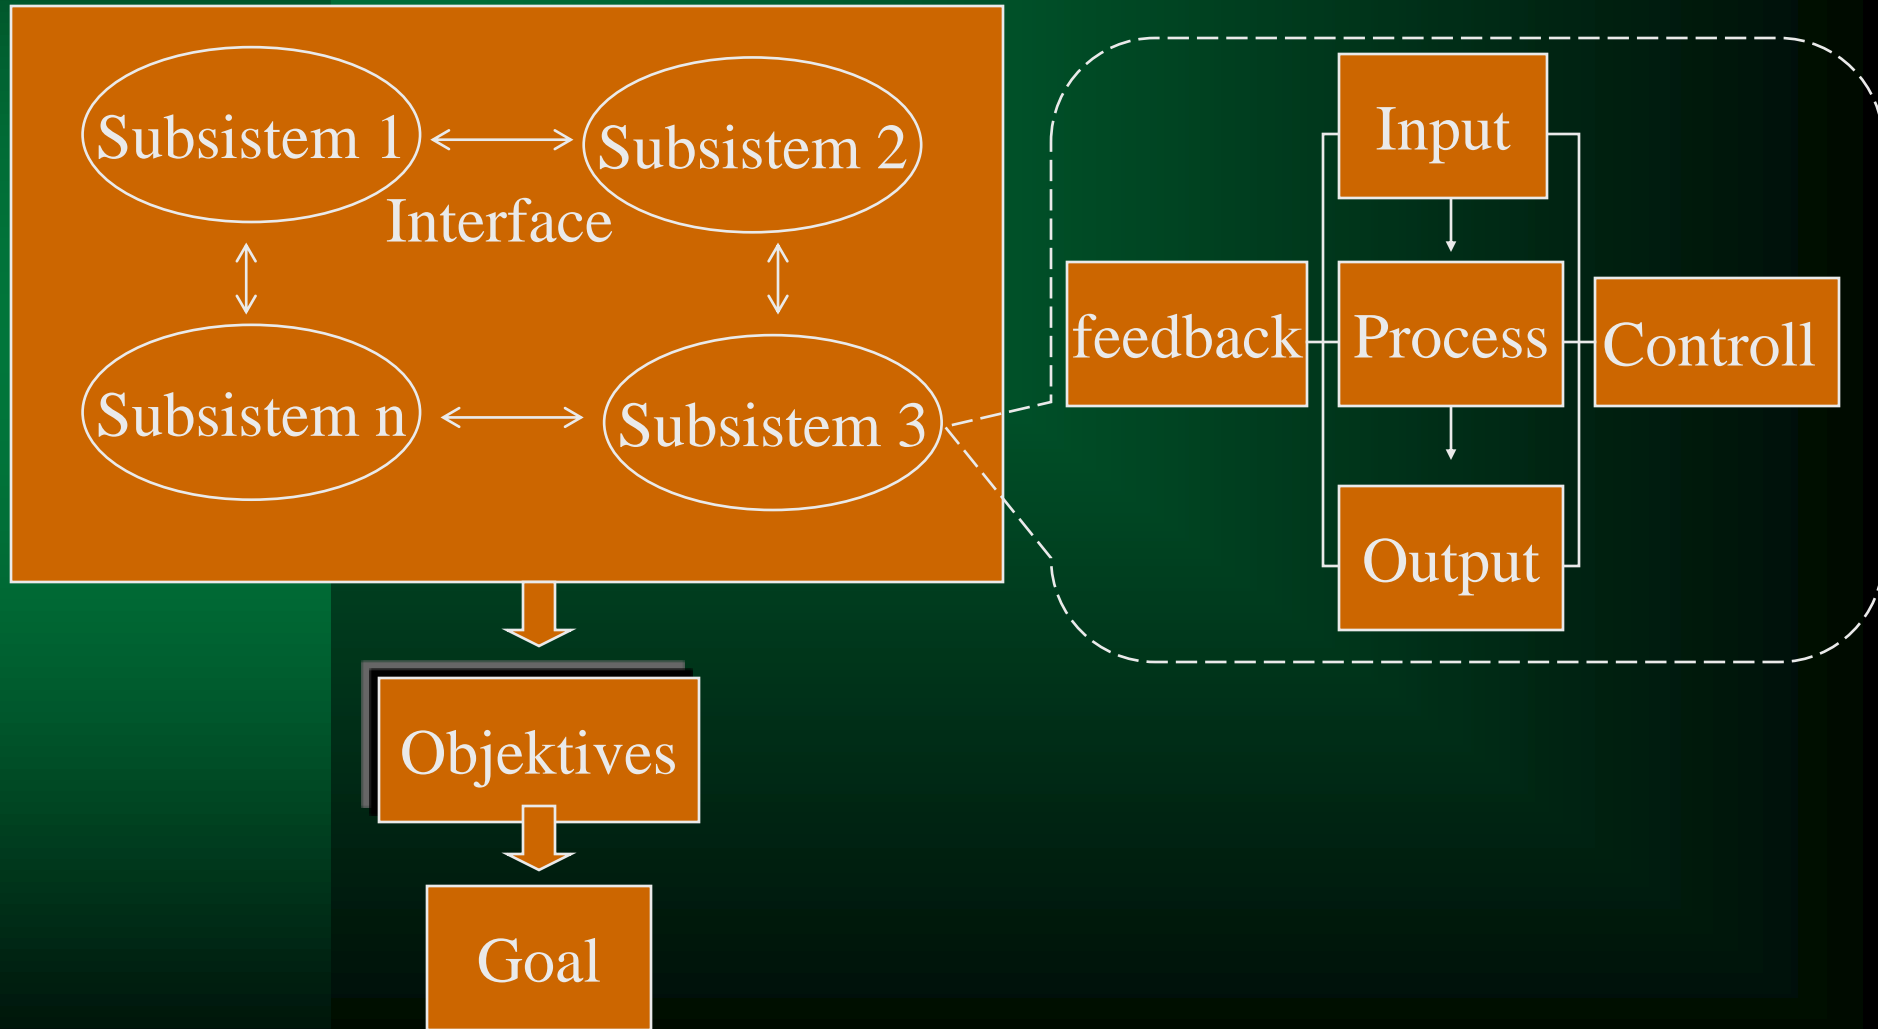 Subsistem 1
Subsistem 2
Interface
Subsistem n
Subsistem 3
Input
feedback
Process
Controll
Output
Objektives
Goal